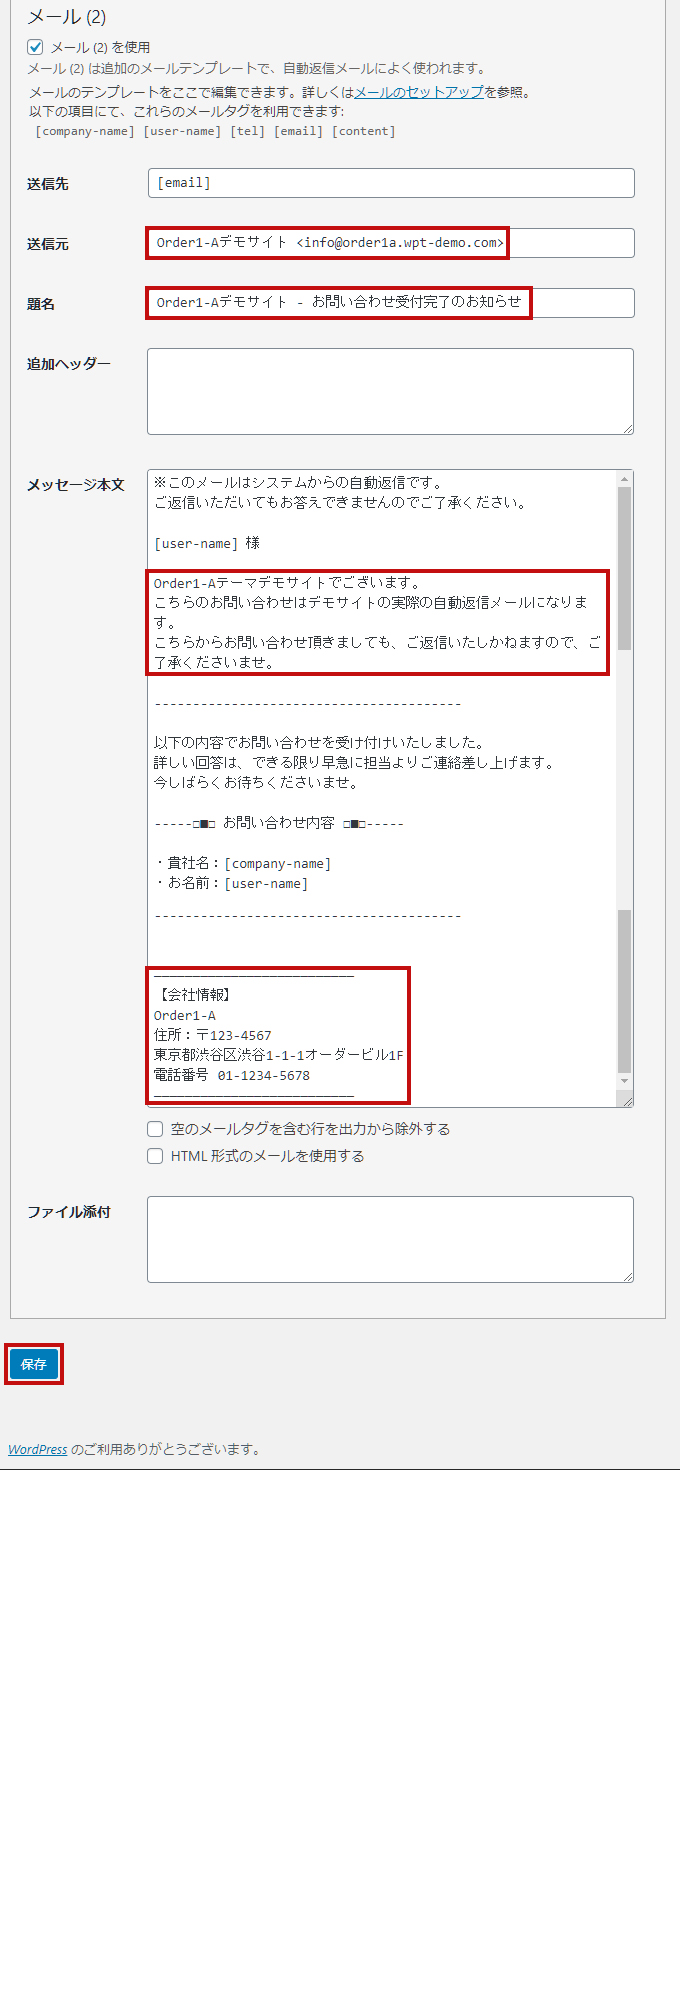 メール (2)
メール (2) を使用
メール (2) は追加のメールテンプレートで、自動返信メールによく使われます。
メールのテンプレートをここで編集できます。詳しくはメールのセットアップを参照。
以下の項目にて、これらのメールタグを利用できます:
[company-name] [user-name] [tel] [email] [content]
送信先
[email]
送信元
Order1-Aデモサイト <info@order1a.wpt-demo.com>
題名
Order1-Aデモサイト - お問い合わせ受付完了のお知らせ
追加ヘッダー
メッセージ本文
※このメールはシステムからの自動返信です。
ご返信いただいてもお答えできませんのでご了承ください。
[user-name] 様
Order1-Aテーマデモサイトでございます。
こちらのお問い合わせはデモサイトの実際の自動返信メールになりま
す。
こちらからお問い合わせ頂きましても、ご返信いたしかねますので、ご
了承くださいませ。
----------------------------------------
以下の内容でお問い合わせを受け付けいたしました。
詳しい回答は、できる限り早急に担当よりご連絡差し上げます。
今しばらくお待ちくださいませ。
-----□■□ お問い合わせ内容 □■□-----
・貴社名：[company-name]
・お名前：[user-name]
----------------------------------------
──────────────────────────
【会社情報】
Order1-A
住所：〒123-4567
東京都渋谷区渋谷1-1-1オーダービル1F
電話番号 01-1234-5678
──────────────────────────
空のメールタグを含む行を出力から除外する
HTML 形式のメールを使用する
ファイル添付
保存
WordPress のご利用ありがとうございます。